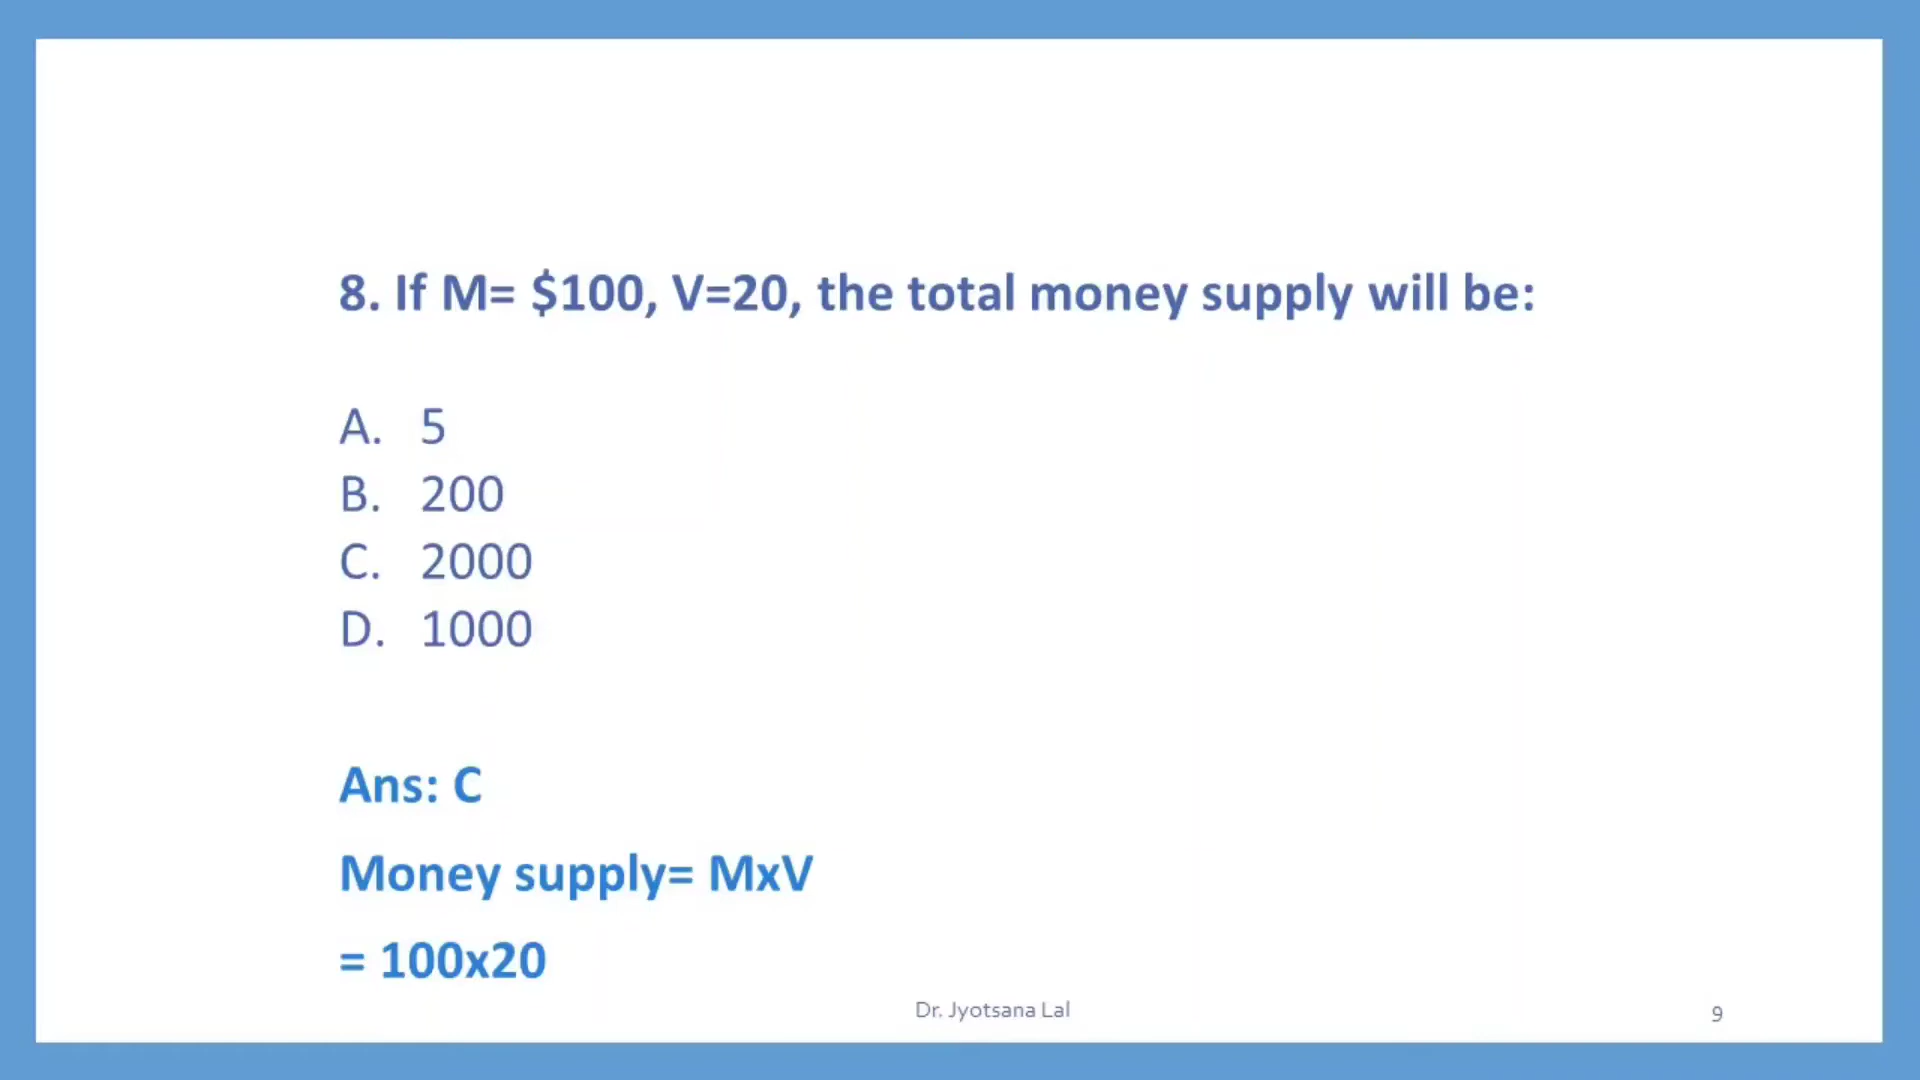 8. If M= $100, V=20, the total money supply will be:
A. 5
B. 200
C. 2000
D. 1000
Ans: C
Money supply= MxV
= 100x20
Dr. Jyotsana Lal
9